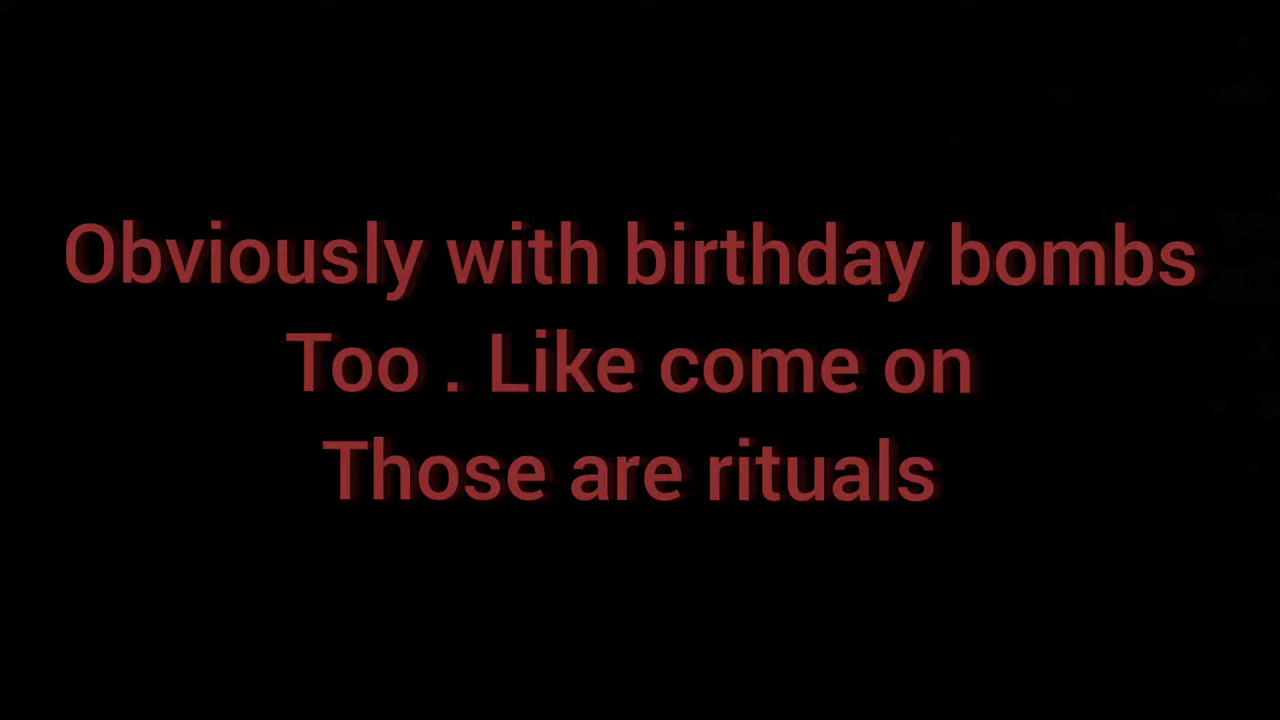 Obviously with birthday bombs
Too . Like come on
Those are rituals